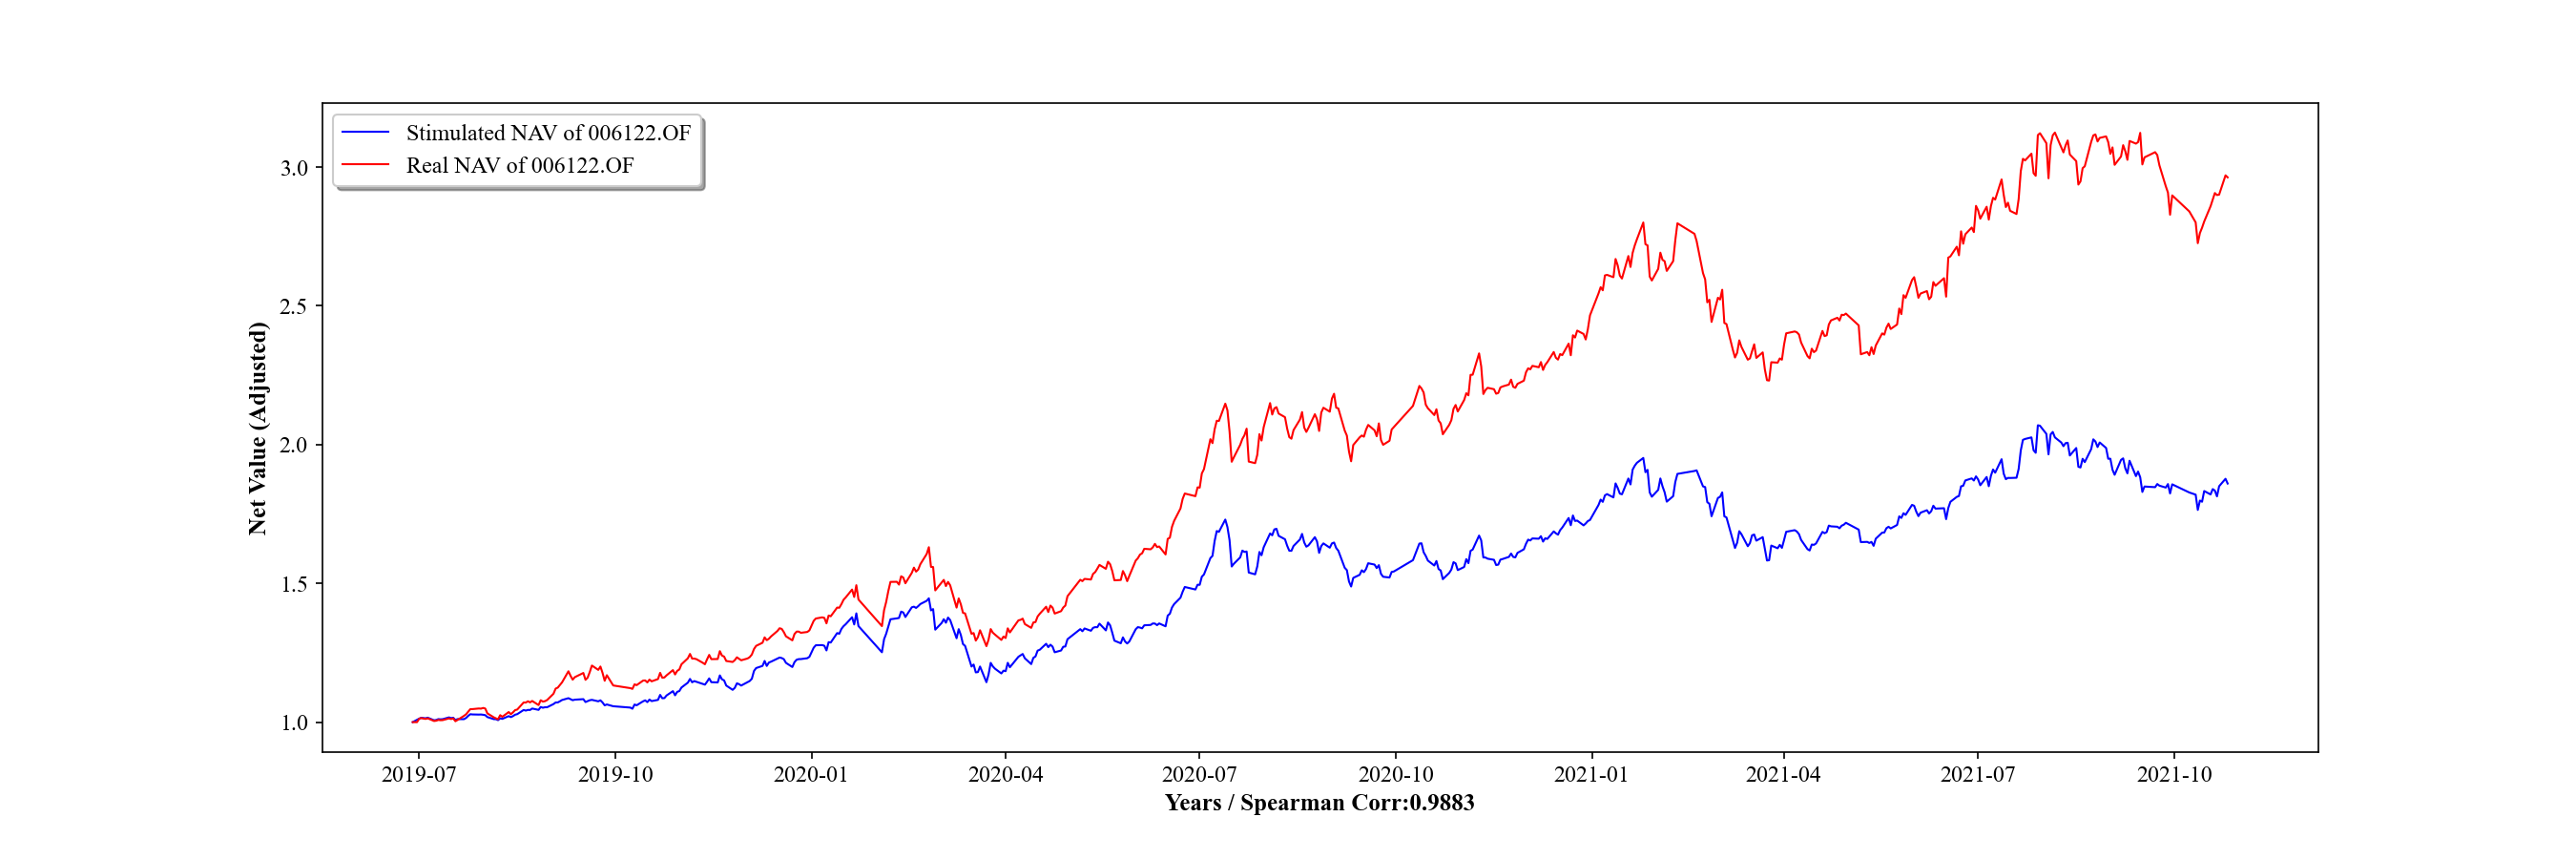 Stimulated NAV of 006122.OF
Real NAV of 006122.OF
3.0
2.5
2.0
1.5
1.0
Net Value (Adjusted)
2019-07 2019-10 2020-01 2020-04 2020-07 2020-10 2021-01 2021-04 2021-07 2021-10
Years / Spearman Corr:0.9883